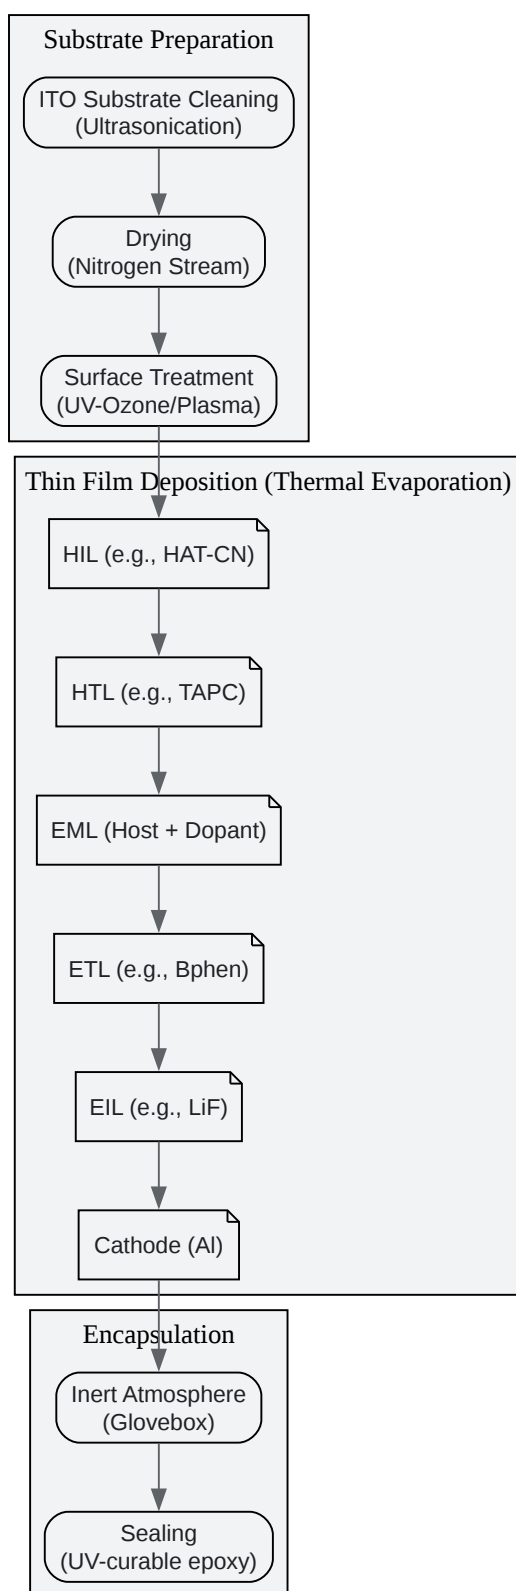 Substrate Preparation
ITO Substrate Cleaning
(Ultrasonication)
Drying
(Nitrogen Stream)
Surface Treatment
(UV-Ozone/Plasma)
Thin Film Deposition (Thermal Evaporation)
HIL (e.g., HAT-CN)
HTL (e.g., TAPC)
EML (Host + Dopant)
ETL (e.g., Bphen)
EIL (e.g., LiF)
Cathode (Al)
Encapsulation
Inert Atmosphere
(Glovebox)
Sealing
(UV-curable epoxy)